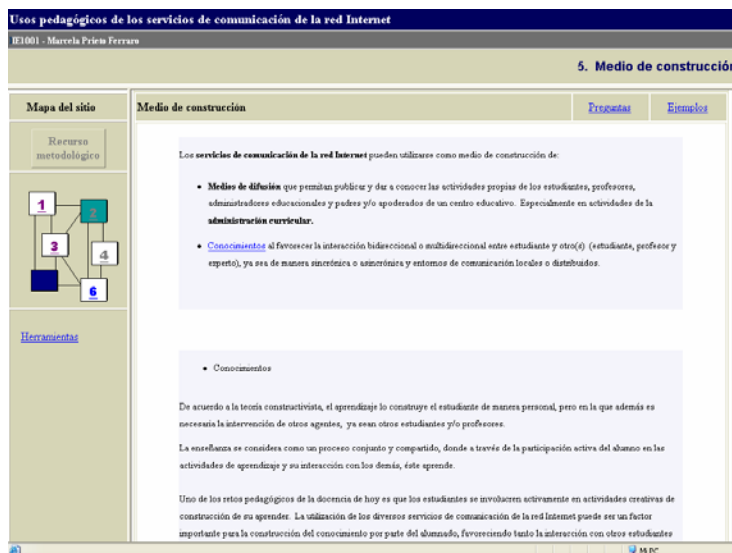 Usos pedagógicos de los servicios de comunicación de la red Internet
IE1001 - Marcela Prieto Ferraro
5. Medio de construcción
Mapa del sitio
Medio de construcción
Preguntas
Ejemplos
Recurso
metodológico
1
2
3
4
6
Herramientas
Los servicios de comunicación de la red Internet pueden utilizarse como medio de construcción de:
• Medios de difusión que permitan publicar y dar a conocer las actividades propias de los estudiantes, profesores,
administradores educacionales y padres y/o apoderados de un centro educativo. Especialmente en actividades de la
administración curricular.
• Conocimientos al favorecer la interacción bidireccional o multidireccional entre estudiante y otro(s) (estudiante, profesor y
experto), ya sea de manera sincrónica o asincrónica y entornos de comunicación locales o distribuidos.
• Conocimientos
De acuerdo a la teoría constructivista, el aprendizaje lo construye el estudiante de manera personal, pero en la que además es
necesaria la intervención de otros agentes, ya sean otros estudiantes y/o profesores.
La enseñanza se considera como un proceso conjunto y compartido, donde a través de la participación activa del alumno en las
actividades de aprendizaje y su interacción con los demás, éste aprende.
Uno de los retos pedagógicos de la docencia de hoy es que los estudiantes se involucren activamente en actividades creativas de
construcción de su aprender. La utilización de los diversos servicios de comunicación de la red Internet puede ser un factor
importante para la construcción del conocimiento por parte del alumnado, favoreciendo tanto la interacción con otros estudiantes
Mi PC